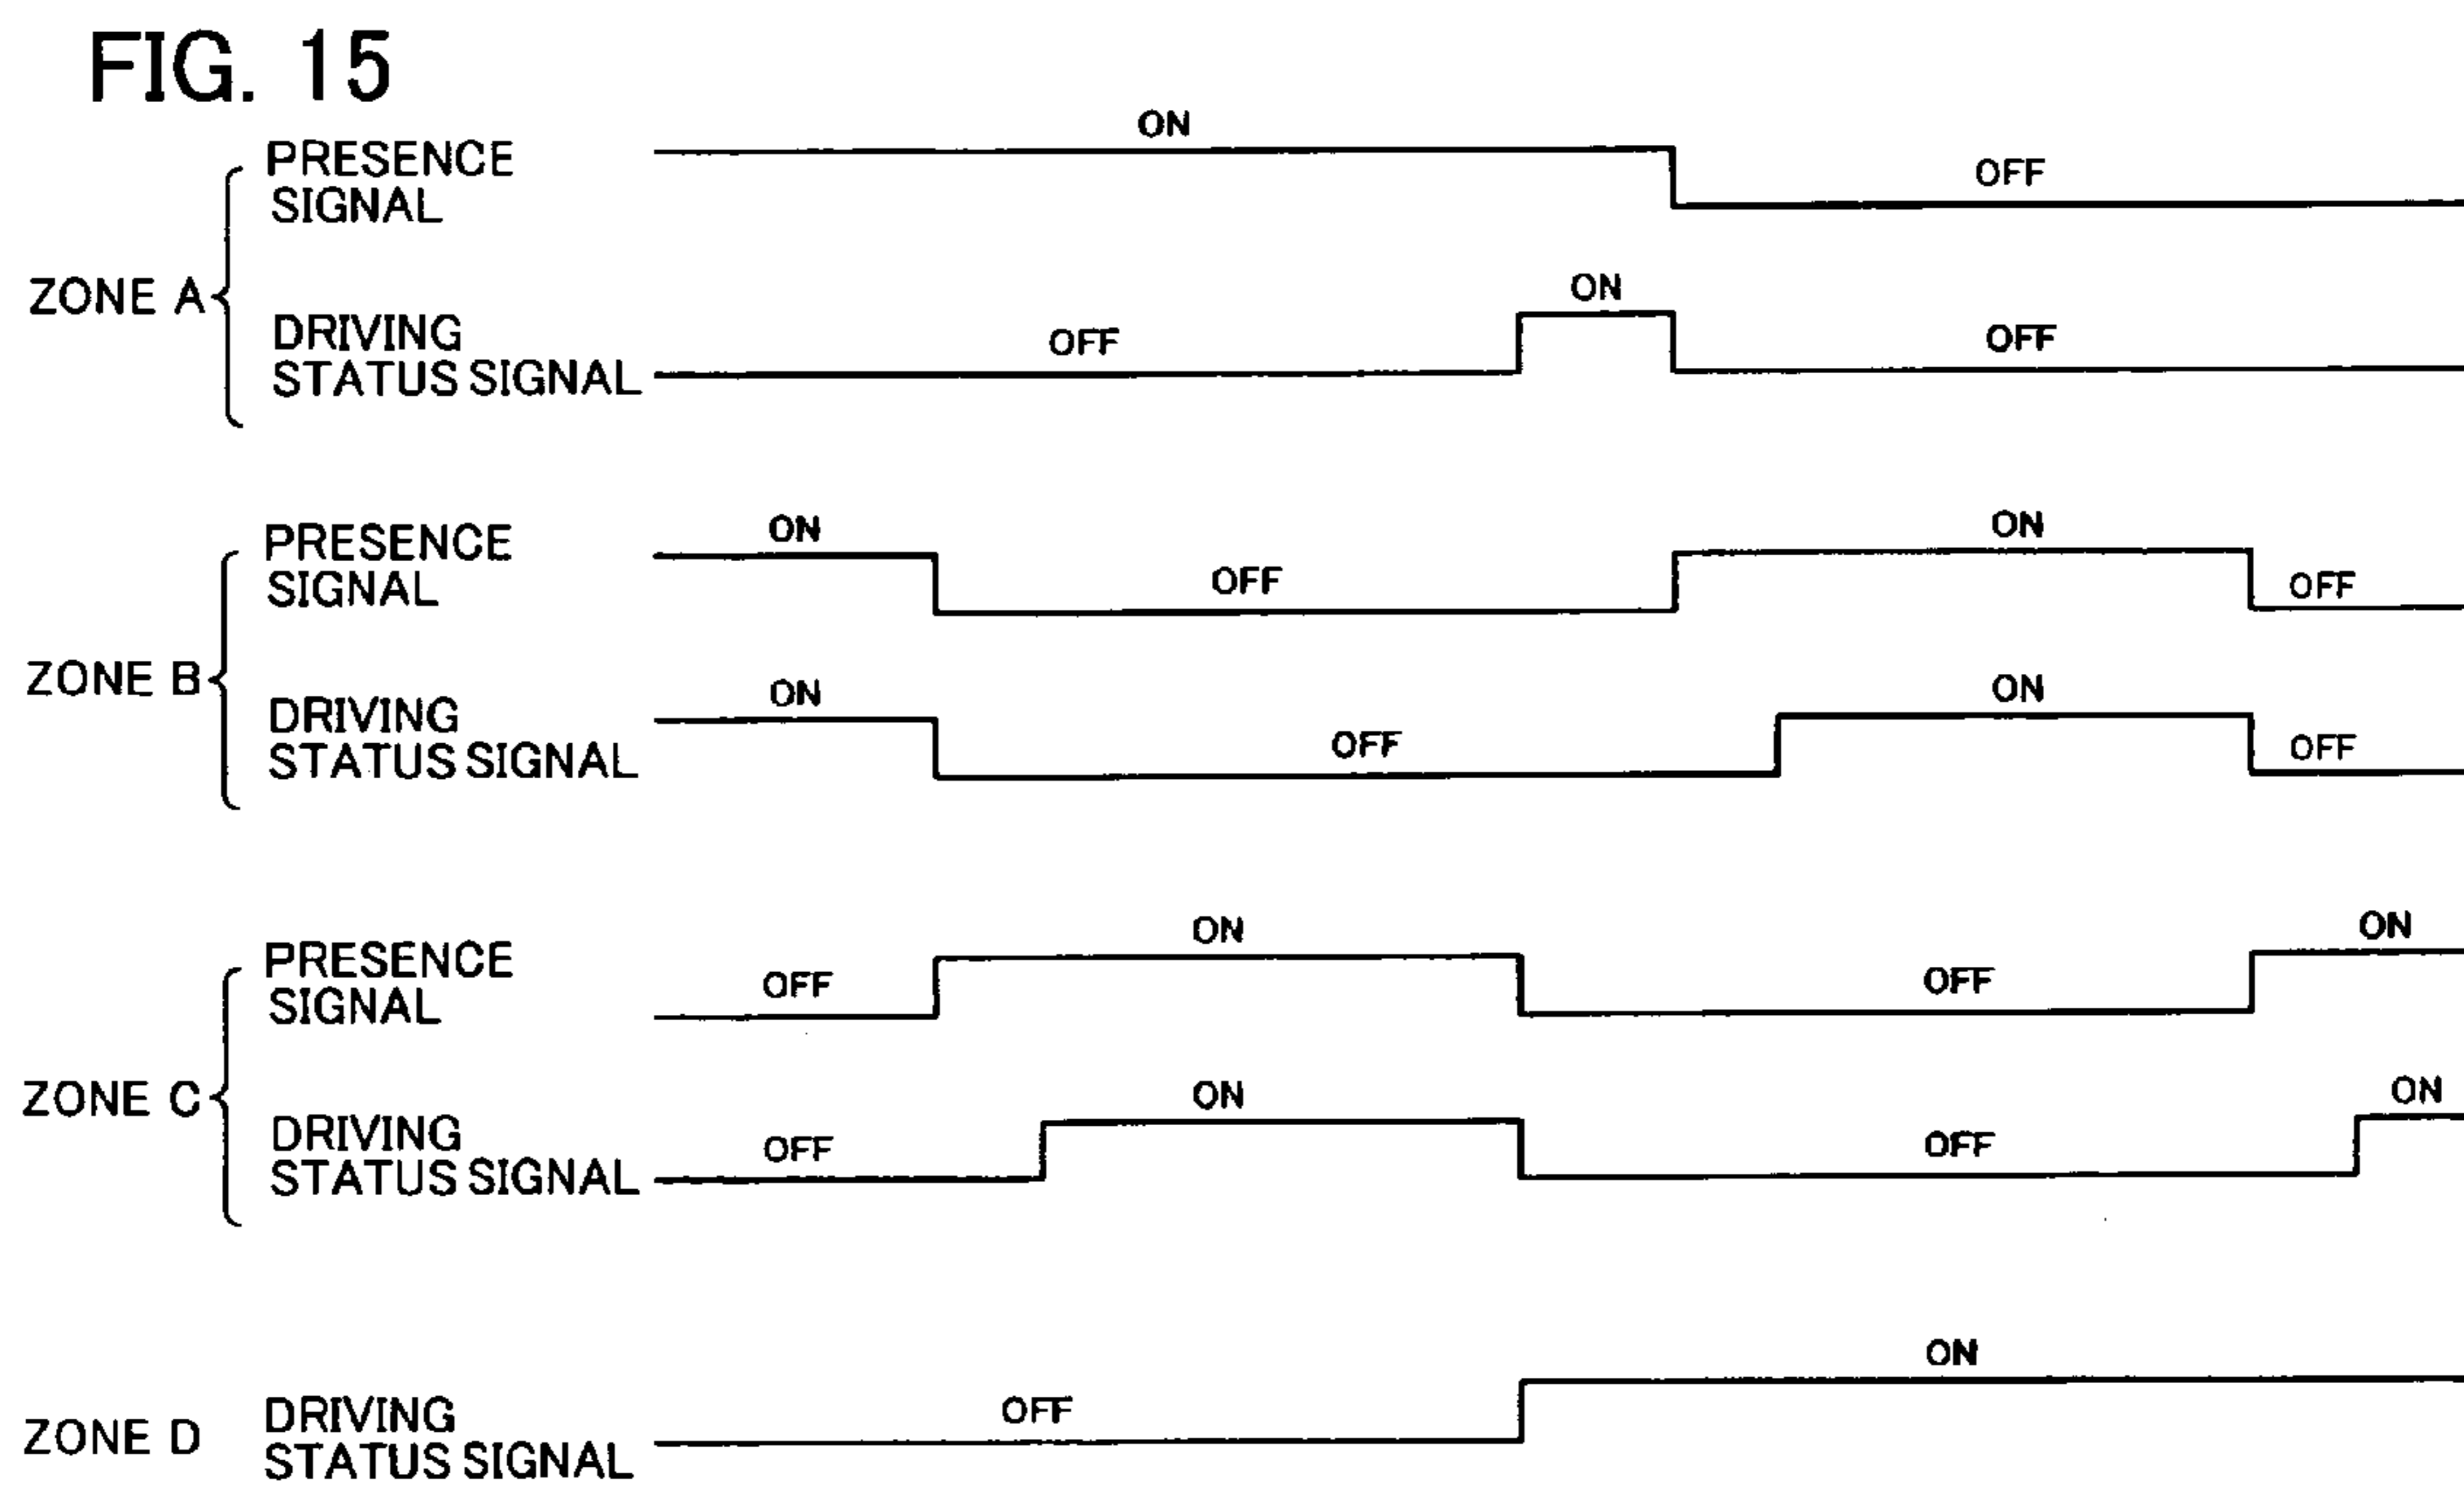 FIG. 15
ON
PRESENCE
SIGNAL
OFF
ZONE A
ON
DRIVING
STATUS SIGNAL
OFF
OFF
PRESENCE
SIGNAL
ON
OFF
ON
OFF
ZONE B
DRIVING
STATUS SIGNAL
ON
OFF
ON
OFF
PRESENCE
SIGNAL
OFF
ON
OFF
ON
ZONE C
DRIVING
STATUS SIGNAL
OFF
ON
OFF
ON
ZONE D
DRIVING
STATUS SIGNAL
OFF
ON